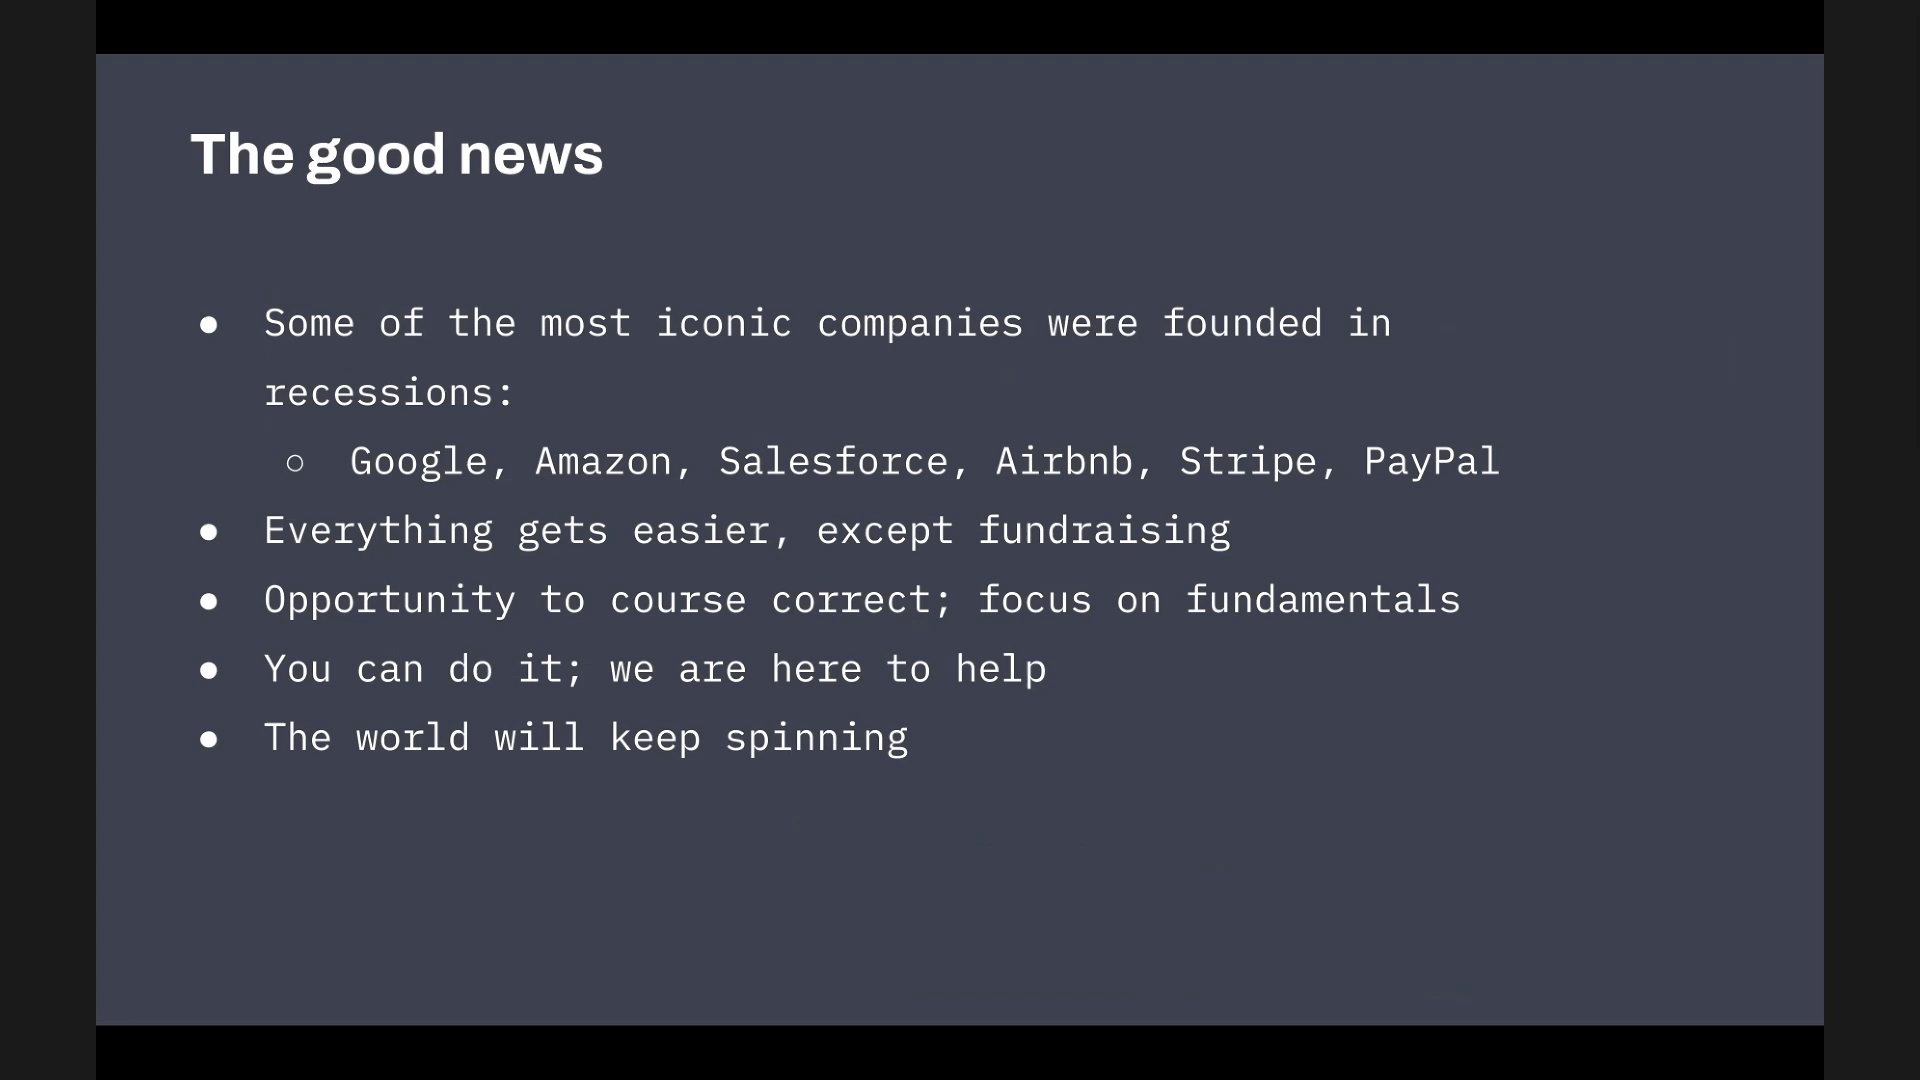 The good news
● Some of the most iconic companies were founded in
recessions:
○ Google, Amazon, Salesforce, Airbnb, Stripe, PayPal
● Everything gets easier, except fundraising
● Opportunity to course correct; focus on fundamentals
● You can do it; we are here to help
● The world will keep spinning